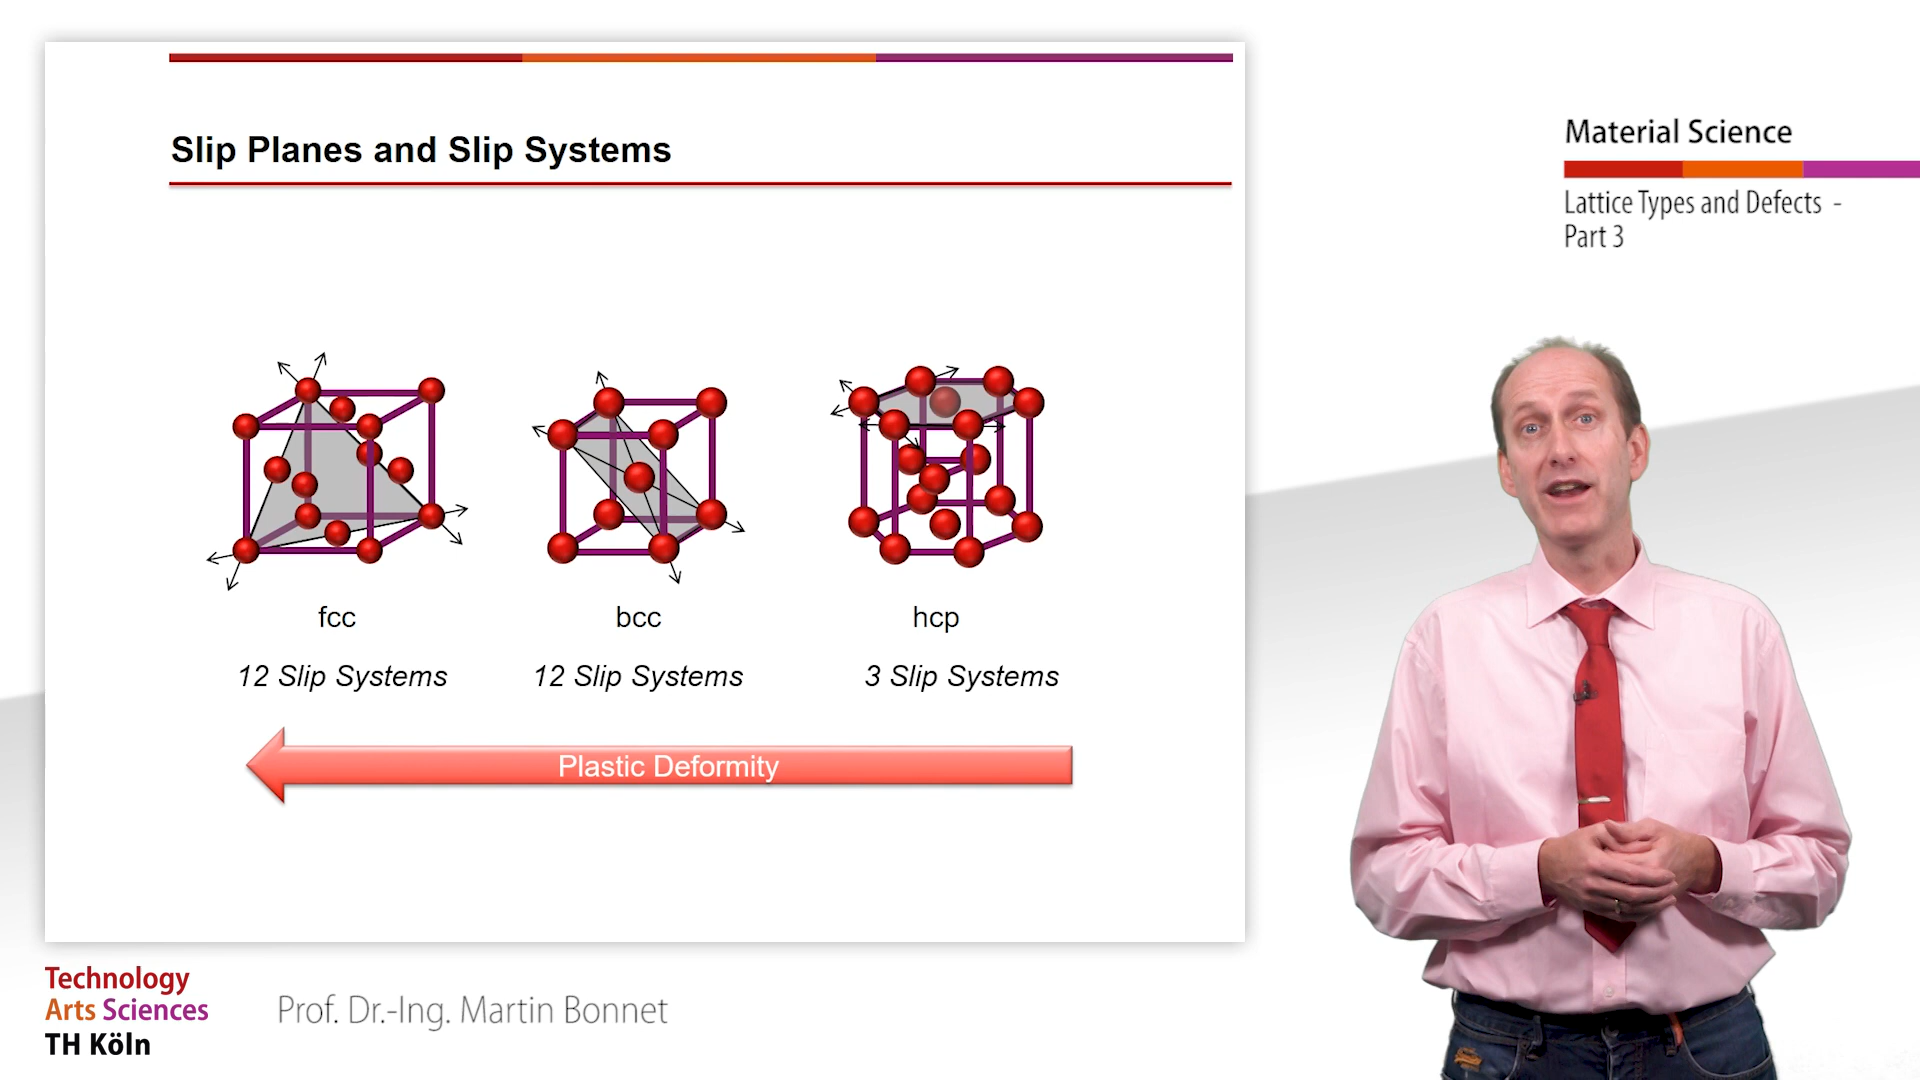 Slip Planes and Slip Systems
fcc
bcc
hcp
12 Slip Systems
12 Slip Systems
3 Slip Systems
Plastic Deformity
Material Science
Lattice Types and Defects -
Part 3
Technology
Arts Sciences
TH Köln
Prof. Dr.-Ing. Martin Bonnet